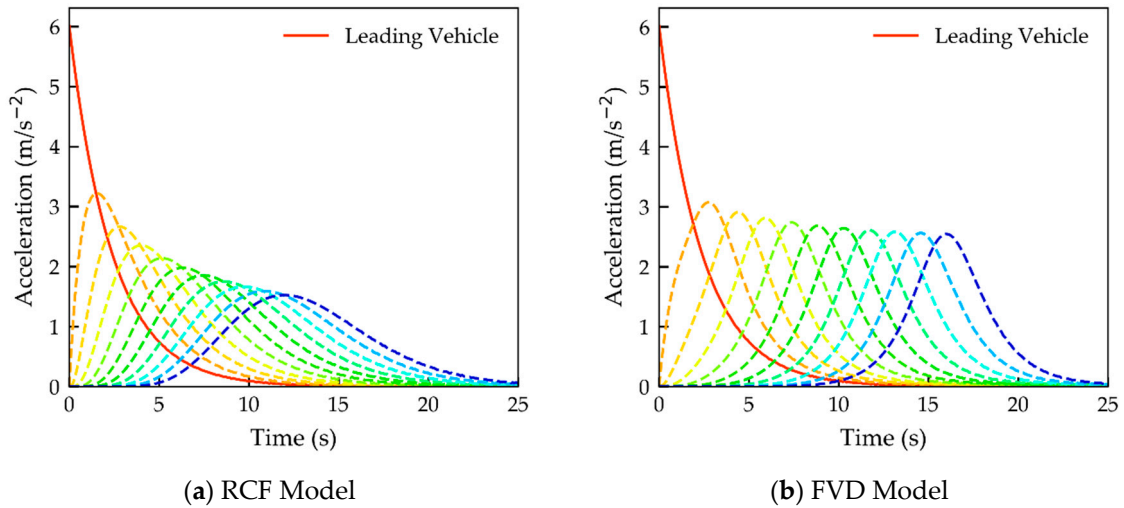 Leading Vehicle
Acceleration (m/s−2)
6
5
4
3
2
1
0
0 5 10 15 20 25
Time (s)
(a) RCF Model
Leading Vehicle
Acceleration (m/s−2)
6
5
4
3
2
1
0
0 5 10 15 20 25
Time (s)
(b) FVD Model